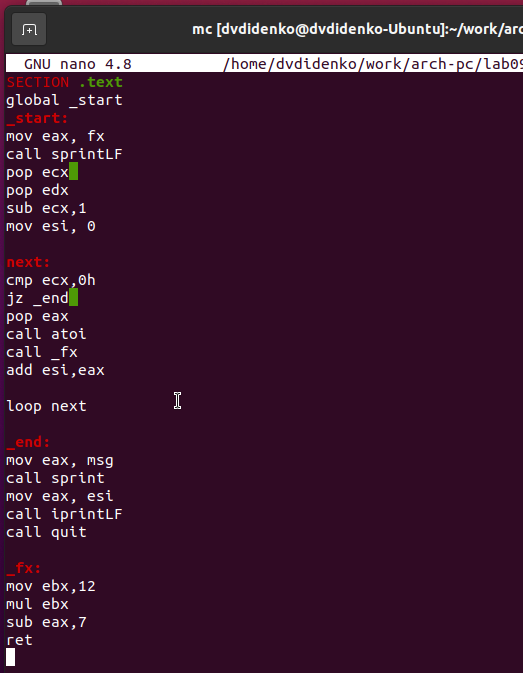 mc [dvdidenko@dvdidenko-Ubuntu]:~/work/arc
GNU nano 4.8 /home/dvdidenko/work/arch-pc/lab09
SECTION .text
global _start
_start:
mov eax, fx
call sprintLF
pop ecx
pop edx
sub ecx,1
mov esi, 0
next:
cmp ecx,0h
jz _end
pop eax
call atoi
call _fx
add esi,eax
loop next
_end:
mov eax, msg
call sprint
mov eax, esi
call iprintLF
call quit
_fx:
mov ebx,12
mul ebx
sub eax,7
ret